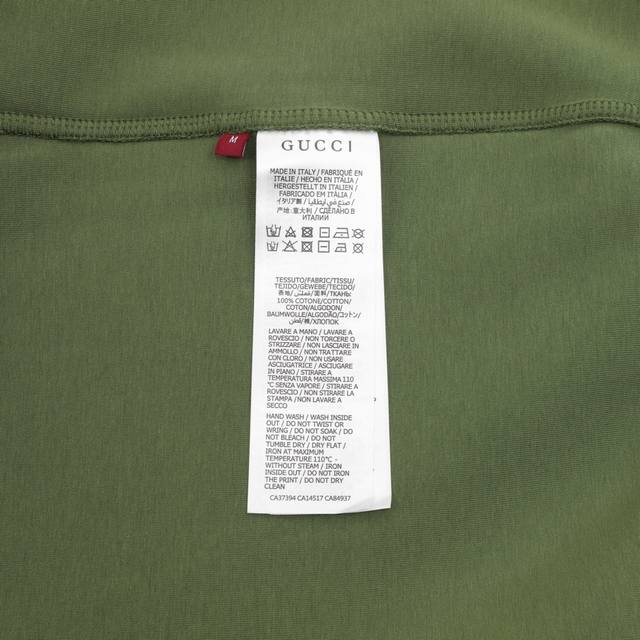 M
GUCCI
MADE IN ITALY / FABRIQUÉ EN
ITALIE / HECHO EN ITALIA /
HERGESTELLT IN ITALIEN /
FABRICADO EM ITALIA /
イタリア製 / صنع في إيطاليا /
产地: 意大利 / СДЕЛАНО В
ИТАЛИИ
TESSUTO/FABRIC/TISSU/
TEJIDO/GEWEBE/TECIDO/
表地/قماش/面料/ТКАНЬ:
100% COTONE/COTTON/
COTON/ALGODON/
BAUMWOLLE/ALGODÃO/コットン/
قطن/棉/ХЛОПОК
LAVARE A MANO / LAVARE A
ROVESCIO / NON TORCERE O
STRIZZARE / NON LASCIARE IN
AMMOLLO / NON TRATTARE
CON CLORO / NON USARE
ASCIUGATRICE / ASCIUGARE
IN PIANO / STIRARE A
TEMPERATURA MASSIMA 110
°C SENZA VAPORE / STIRARE A
ROVESCIO / NON STIRARE LA
STAMPA / NON LAVARE A
SECCO
HAND WASH / WASH INSIDE
OUT / DO NOT TWIST OR
WRING / DO NOT SOAK / DO
NOT BLEACH / DO NOT
TUMBLE DRY / DRY FLAT /
IRON AT MAXIMUM
TEMPERATURE 110°C -
WITHOUT STEAM / IRON
INSIDE OUT / DO NOT IRON
THE PRINT / DO NOT DRY
CLEAN
CA37394 CA14517 CA84937